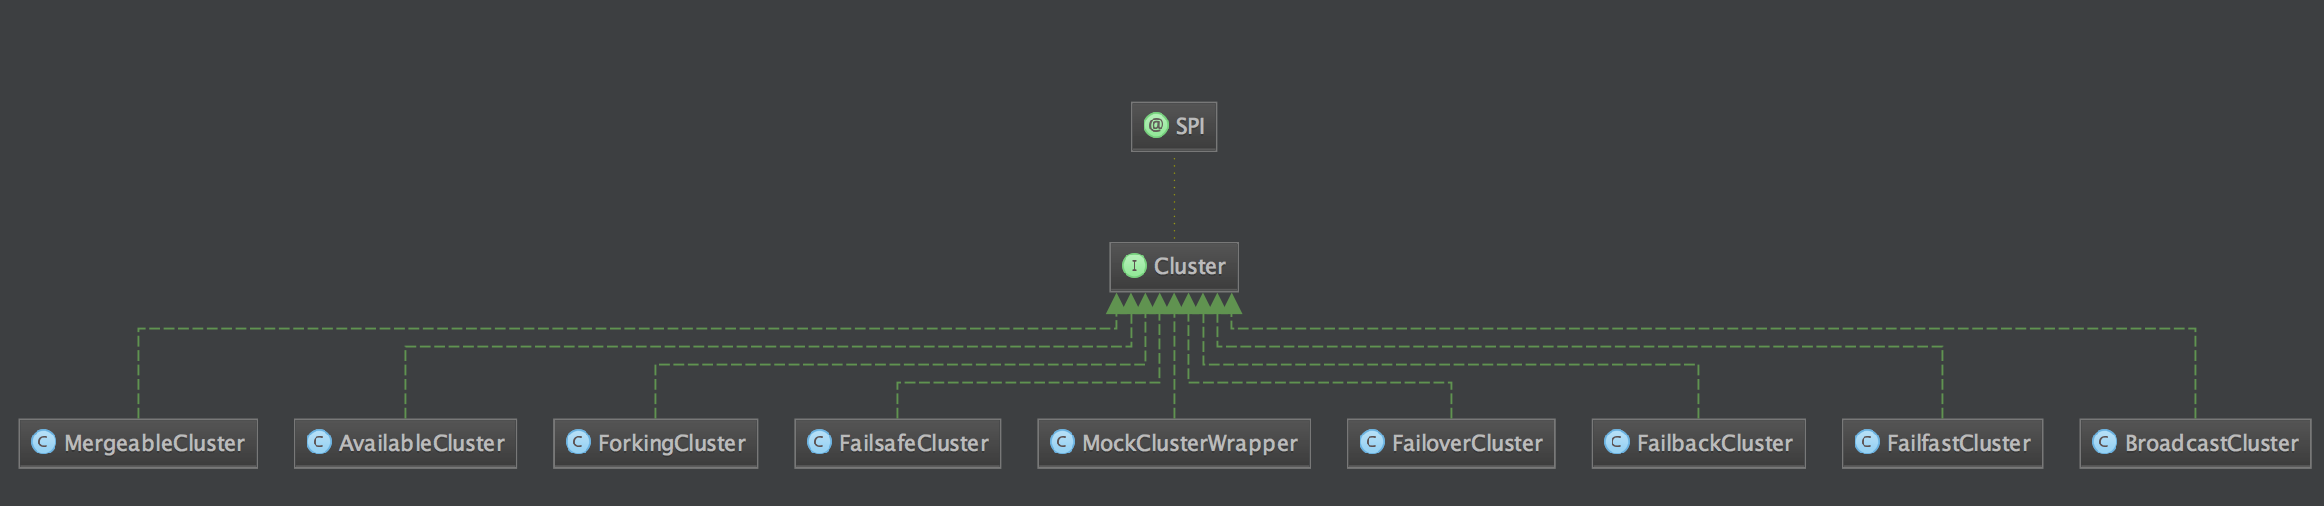 @ SPI
I Cluster
C MergeableCluster
C AvailableCluster
C ForkingCluster
C FailsafeCluster
C MockClusterWrapper
C FailoverCluster
C FailbackCluster
C FailfastCluster
C BroadcastCluster